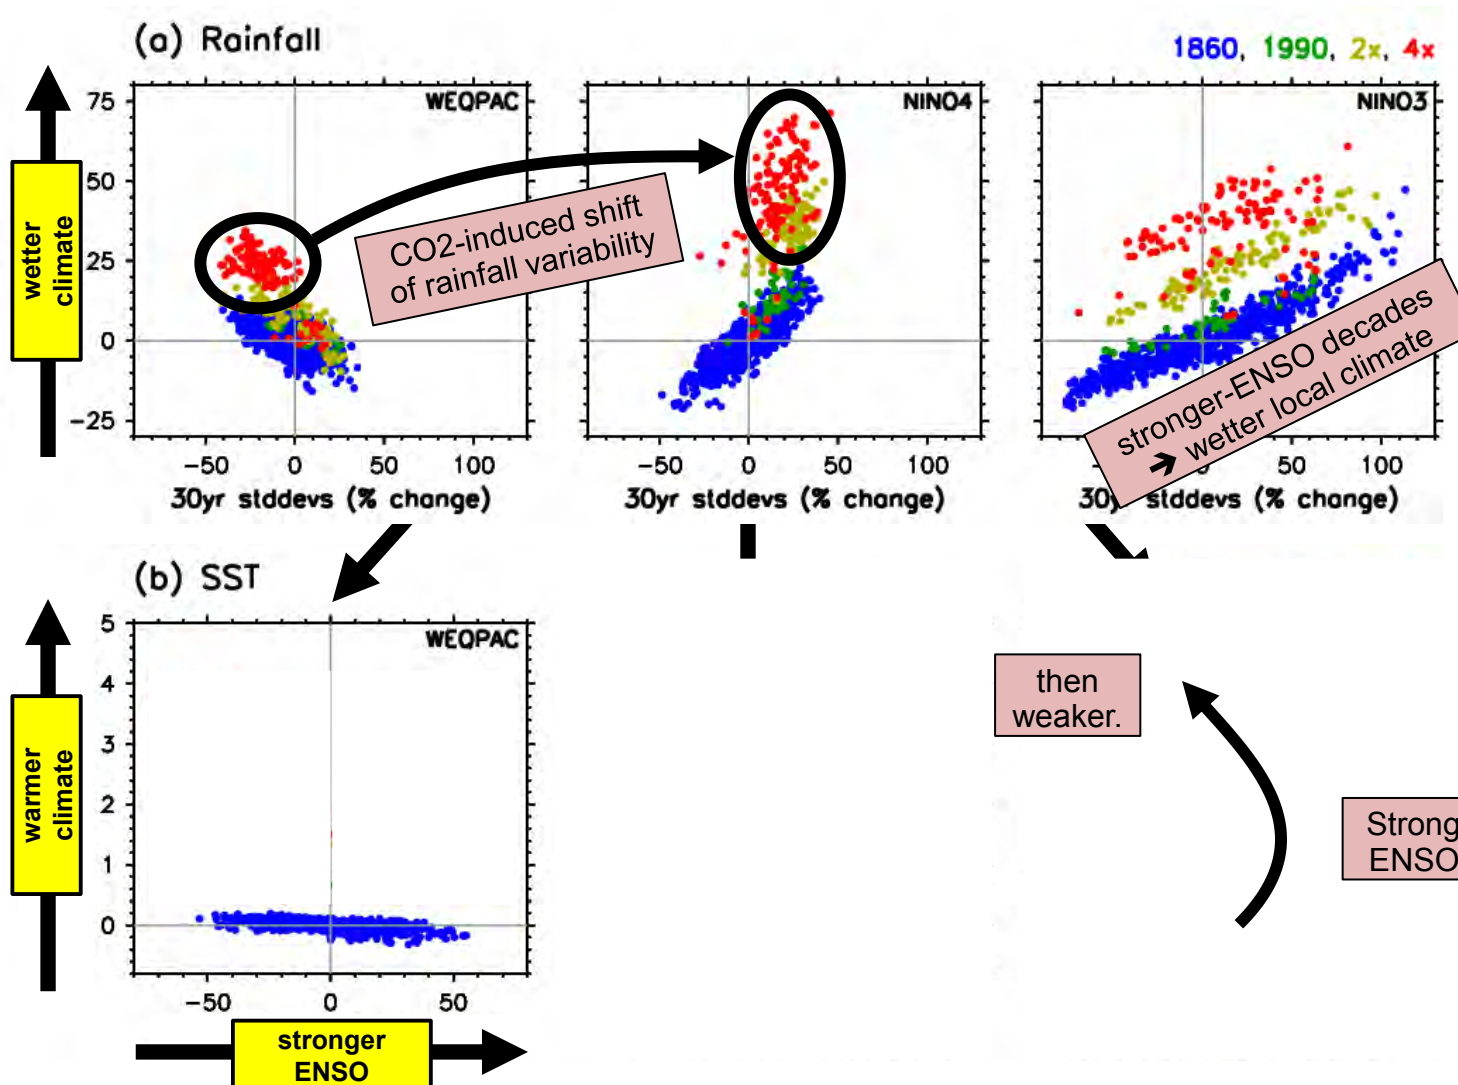 (a) Rainfall
1860, 1990, 2x, 4x
wetter
climate
75
50
25
0
-25
WEQPAC
NINO4
NINO3
CO2-induced shift
of rainfall variability
stronger-ENSO decades
➔ wetter local climate
-50 0 50 100
30yr stddevs (% change)
-50 0 50 100
30yr stddevs (% change)
0 50 100
30yr stddevs (% change)
(b) SST
warmer
climate
5
4
3
2
1
0
WEQPAC
-50 0 50
stronger
ENSO
then
weaker.
Strong
ENSO